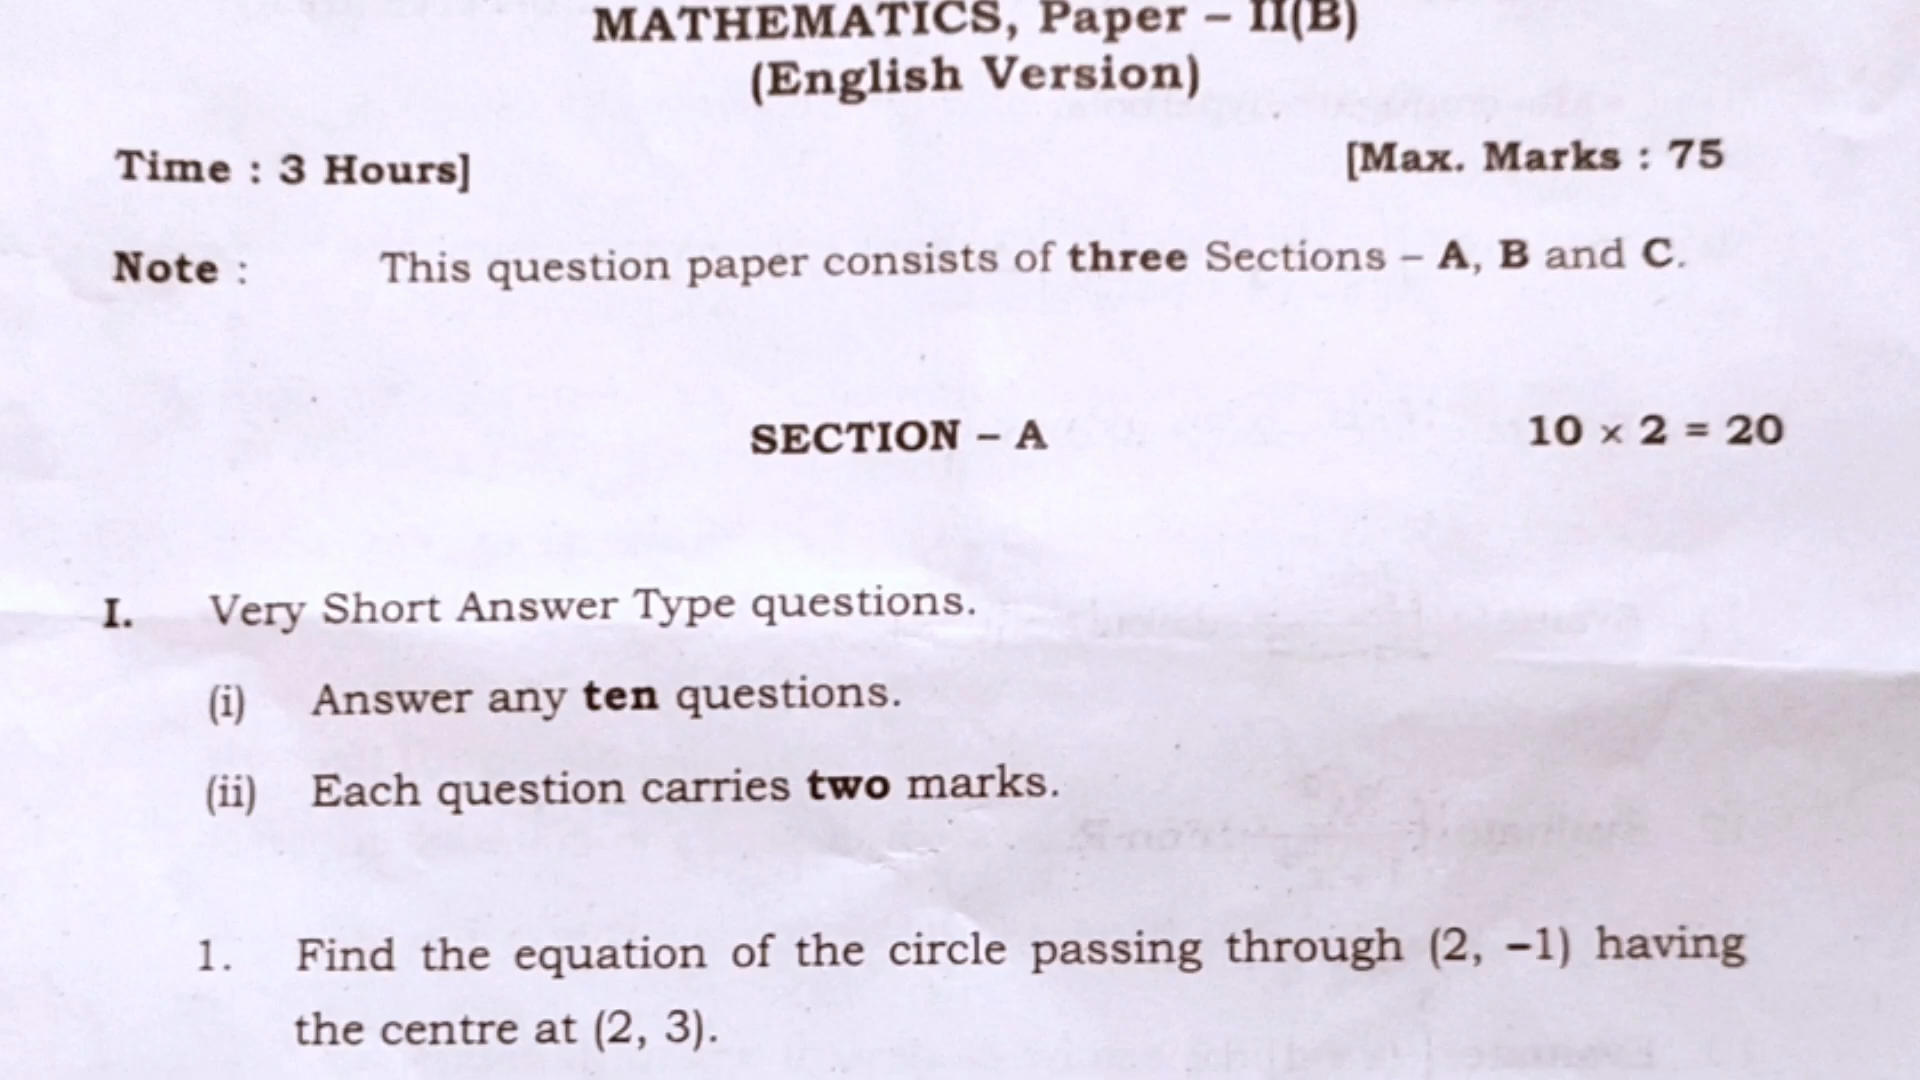 MATHEMATICS, Paper – II(B)
(English Version)
Time : 3 Hours]
[Max. Marks : 75
Note : This question paper consists of three Sections – A, B and C.
SECTION – A
10 × 2 = 20
I. Very Short Answer Type questions.
(i) Answer any ten questions.
(ii) Each question carries two marks.
1. Find the equation of the circle passing through (2, –1) having
the centre at (2, 3).